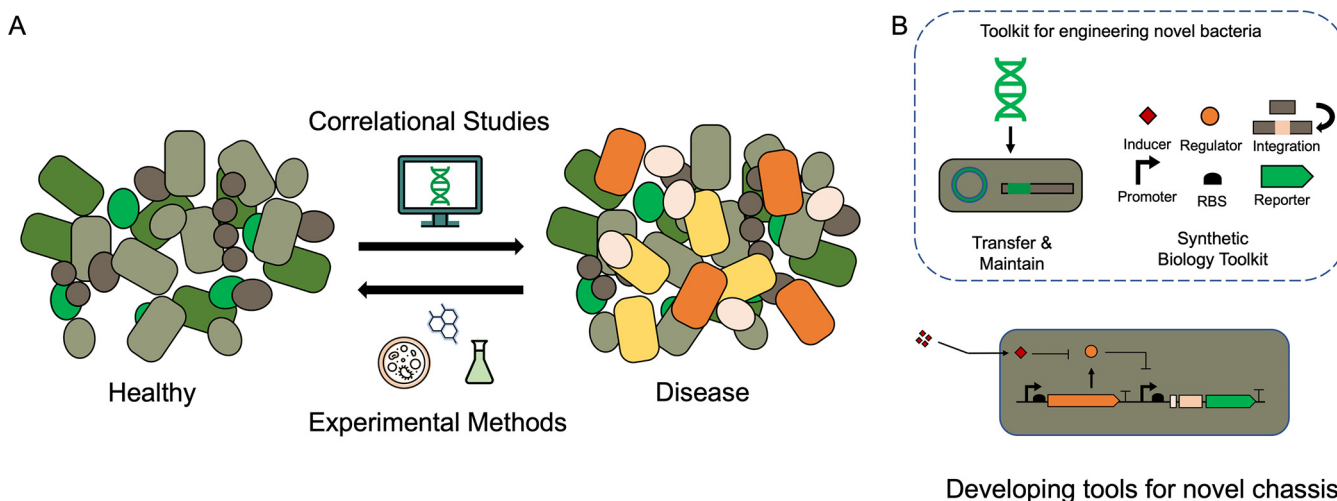 A
Correlational Studies
Healthy
Disease
Experimental Methods
B
Toolkit for engineering novel bacteria
Inducer
Regulator
Integration
Promoter
RBS
Reporter
Transfer &
Maintain
Synthetic
Biology Toolkit
Developing tools for novel chassis